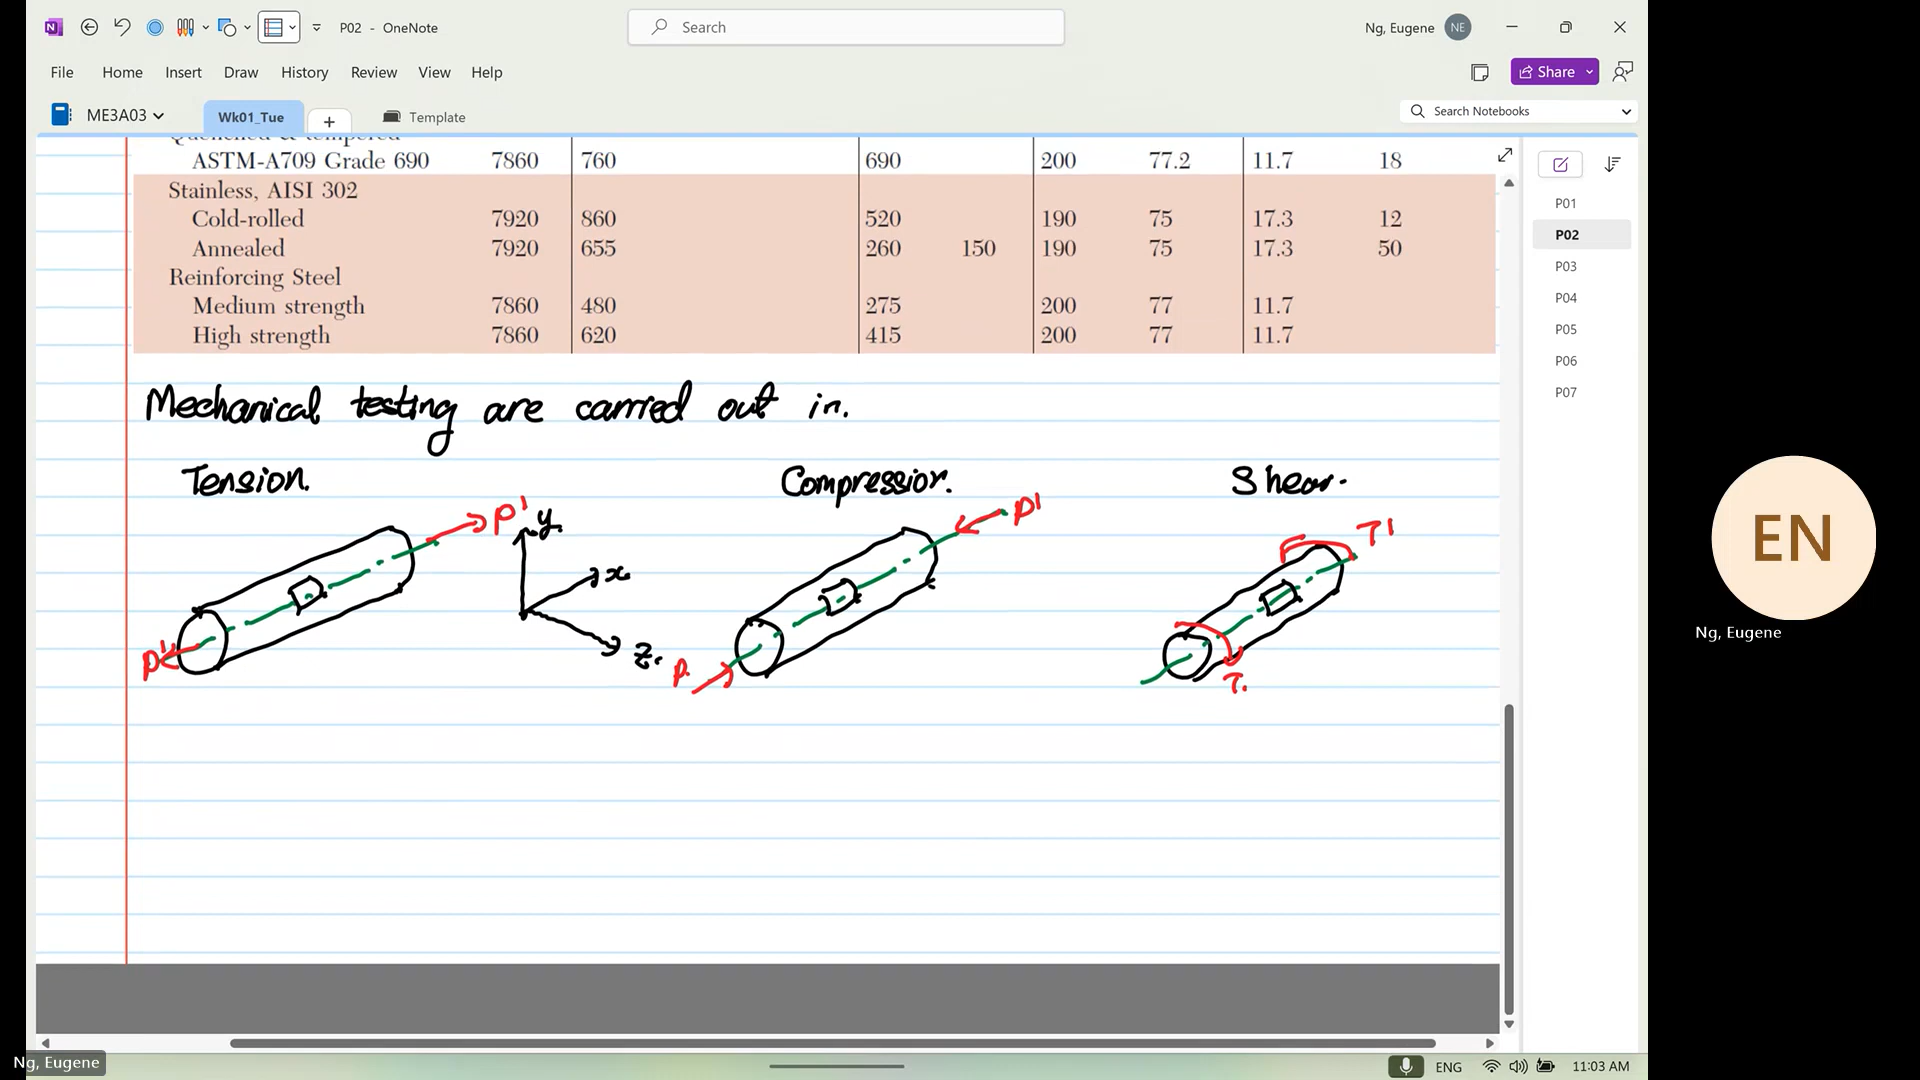 P02 - OneNote
Search
Ng, Eugene
NE
File
Home
Insert
Draw
History
Review
View
Help
Share
ME3A03
Wk01_Tue
Template
Search Notebooks
Quenched & tempered
ASTM-A709 Grade 690 7860 760 690 200 77.2 11.7 18
Stainless, AISI 302
Cold-rolled 7920 860 520 190 75 17.3 12
Annealed 7920 655 260 150 190 75 17.3 50
Reinforcing Steel
Medium strength 7860 480 275 200 77 11.7
High strength 7860 620 415 200 77 11.7
P01
P02
P03
P04
P05
P06
P07
Mechanical testing are carried out in.
Tension.
Compression.
Shear.
P'
y.
x
z.
P'
P'
P.
T'
T.
EN
Ng, Eugene
Ng, Eugene
ENG
11:03 AM